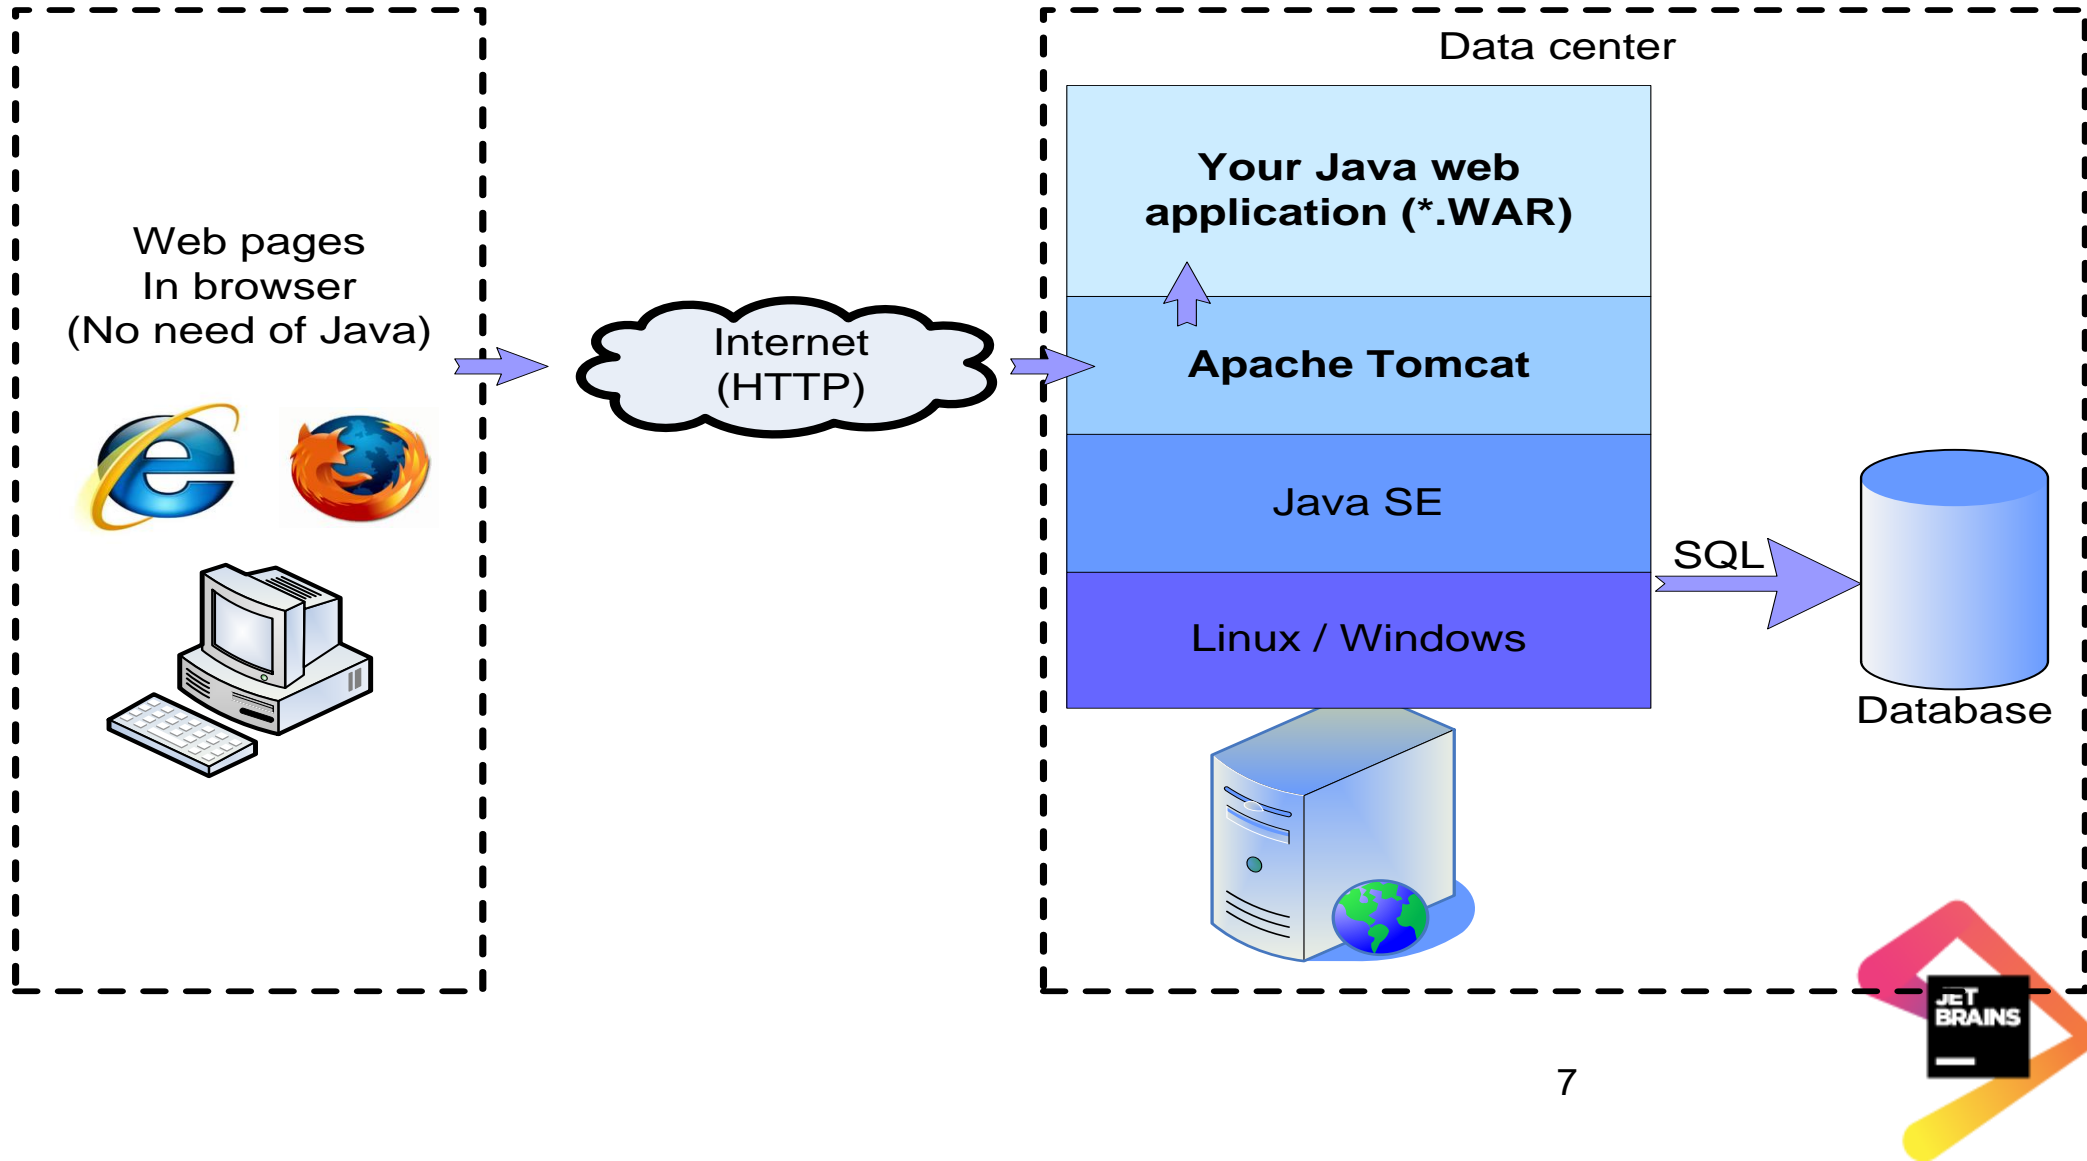 Data center
Your Java web
application (*.WAR)
Web pages
In browser
(No need of Java)
Internet
(HTTP)
Apache Tomcat
Java SE
SQL
Linux / Windows
Database
JET
BRAINS
7